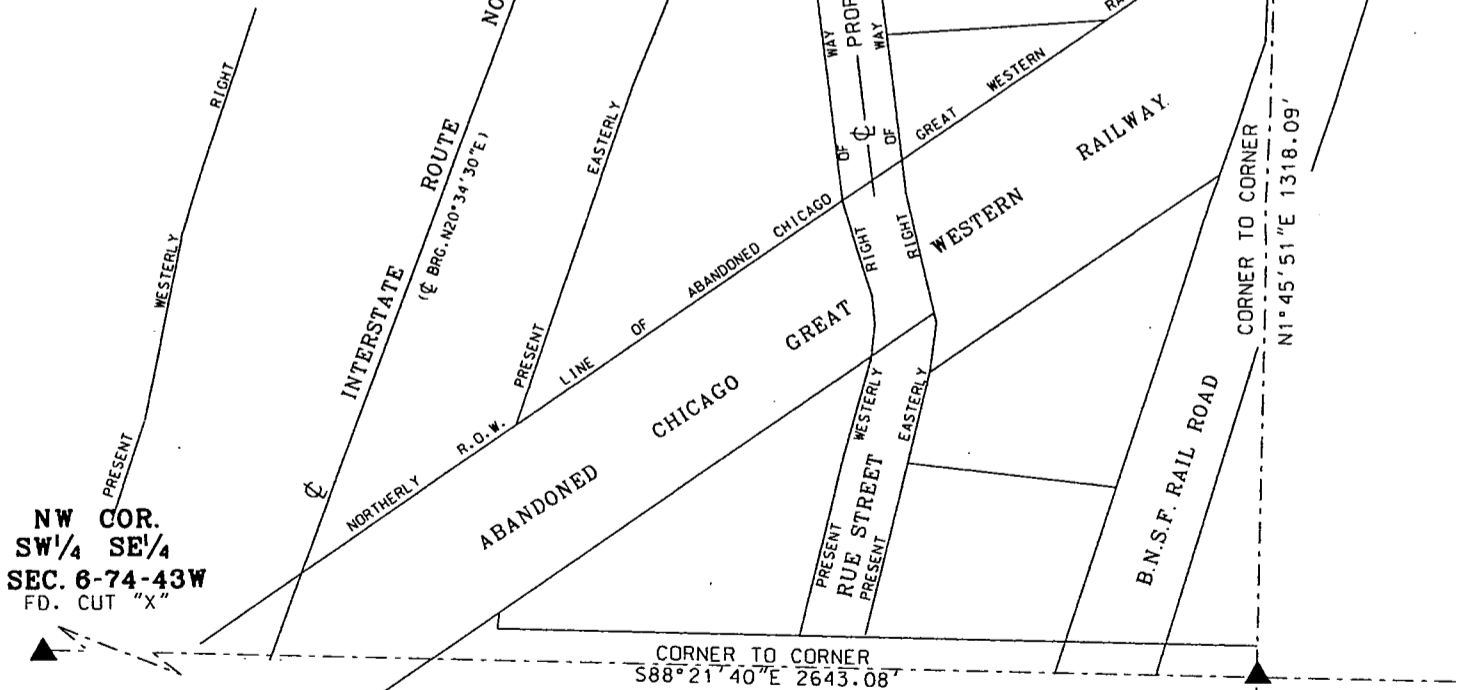 NO
RIGHT
WESTERLY
PRESENT
INTERSTATE ROUTE
(℄ BRG. N20°34'30"E)
℄
EASTERLY
PRESENT
NORTHERLY R.O.W. LINE OF ABANDONED CHICAGO GREAT WESTERN
ABANDONED CHICAGO GREAT WESTERN RAILWAY
WAY
PROP
WAY
OF
℄
OF
RIGHT
RIGHT
WESTERLY
EASTERLY
PRESENT
RUE STREET
PRESENT
B.N.S.F. RAIL ROAD
CORNER TO CORNER
N1°45'51"E 1318.09'
NW COR.
SW1/4 SE1/4
SEC. 6-74-43W
FD. CUT "X"
CORNER TO CORNER
S88°21'40"E 2643.08'